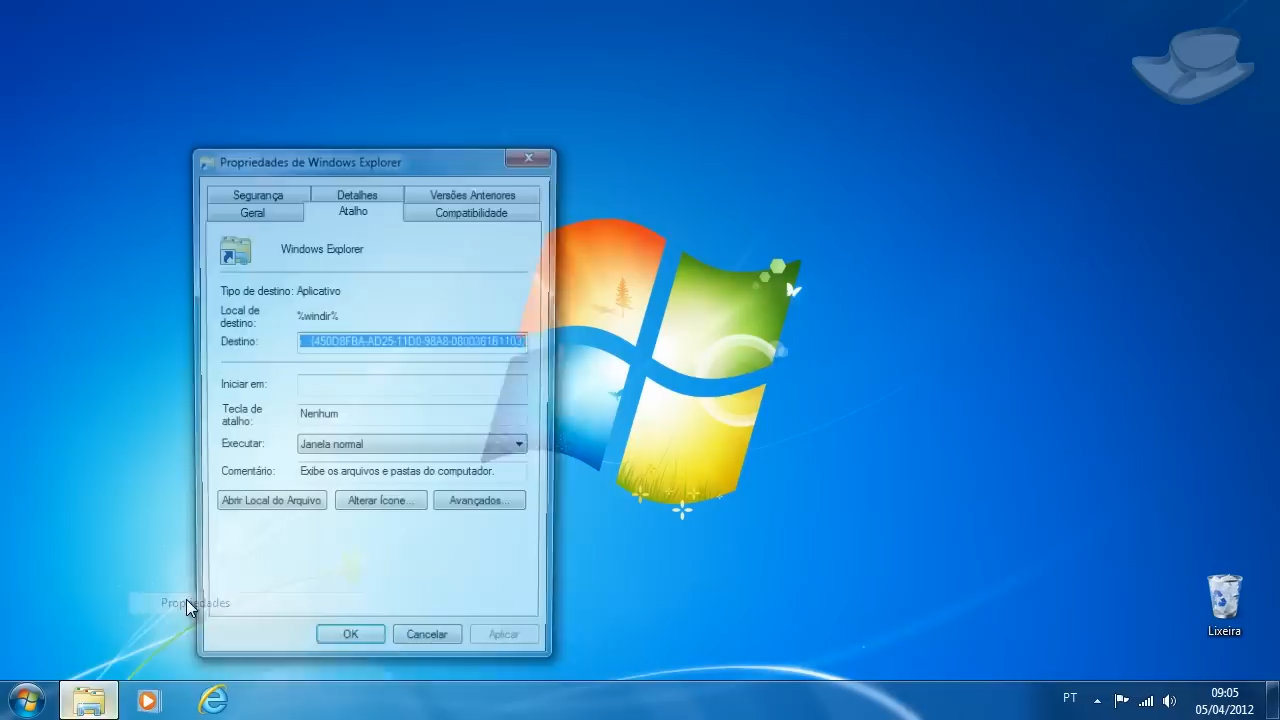 Propriedades de Windows Explorer
Segurança Detalhes Versões Anteriores
Geral Atalho Compatibilidade
Windows Explorer
Tipo de destino: Aplicativo
Local de destino: %windir%
Destino: {450D8FBA-AD25-11D0-98A8-0800361B1103}
Iniciar em:
Tecla de atalho: Nenhum
Executar: Janela normal
Comentário: Exibe os arquivos e pastas do computador.
Abrir Local do Arquivo Alterar Ícone... Avançados...
Propriedades
OK Cancelar Aplicar
Lixeira
PT 09:05
05/04/2012